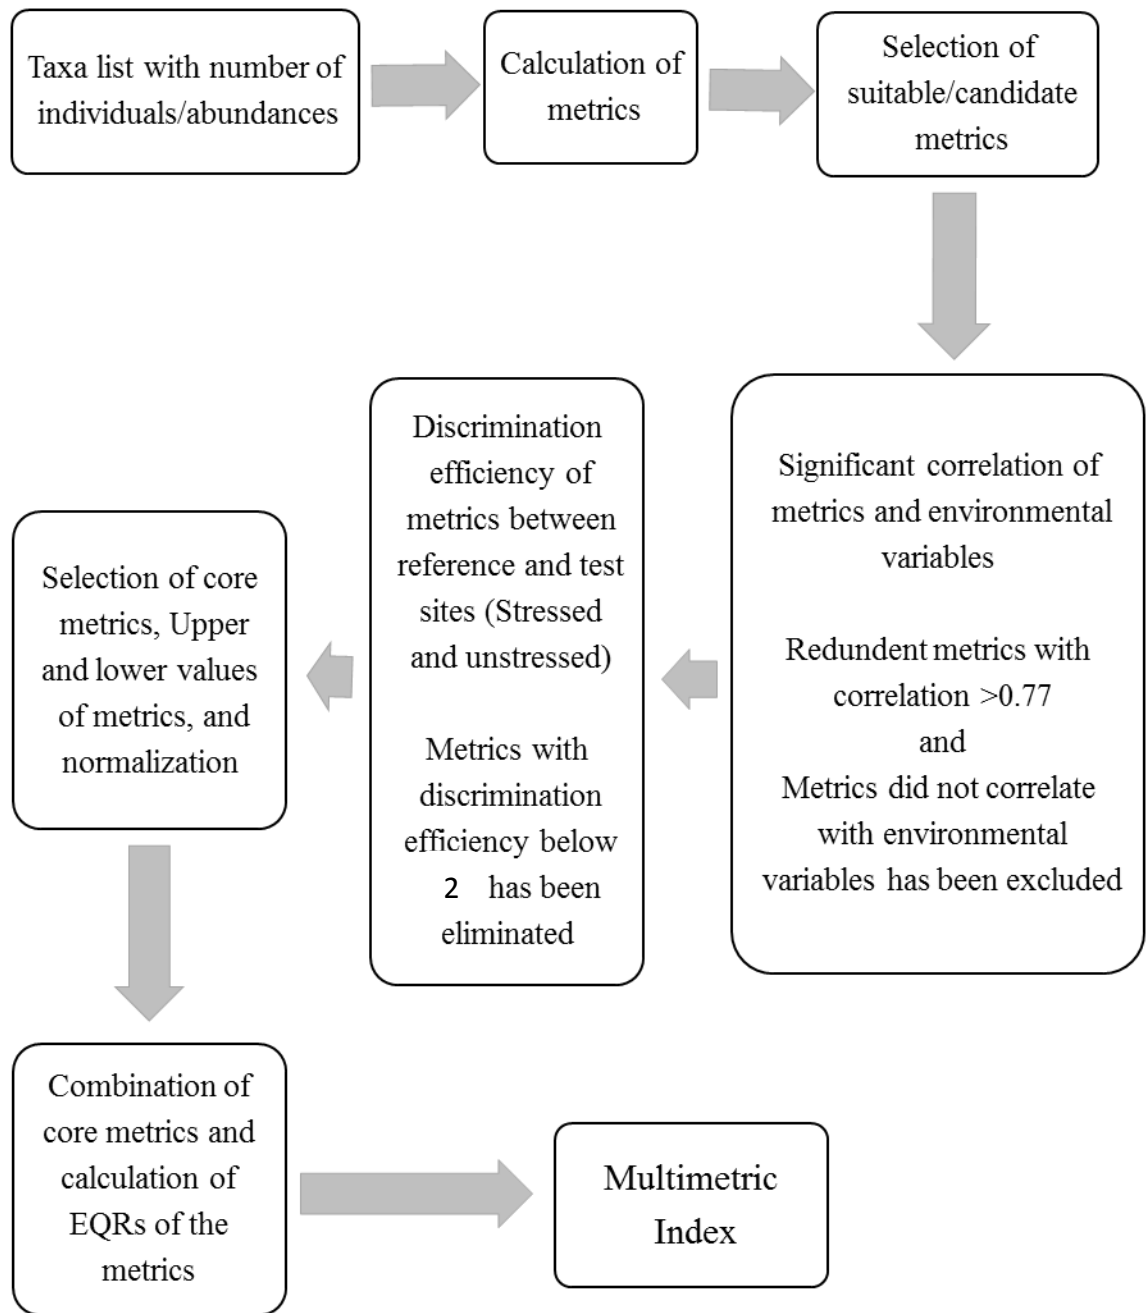 Taxa list with number of
individuals/abundances
Calculation of
metrics
Selection of
suitable/candidate
metrics
Significant correlation of
metrics and environmental
variables
Redundent metrics with
correlation >0.77
and
Metrics did not correlate
with environmental
variables has been excluded
Discrimination
efficiency of
metrics between
reference and test
sites (Stressed
and unstressed)
Metrics with
discrimination
efficiency below
2 has been
eliminated
Selection of core
metrics, Upper
and lower values
of metrics, and
normalization
Combination of
core metrics and
calculation of
EQRs of the
metrics
Multimetric
Index